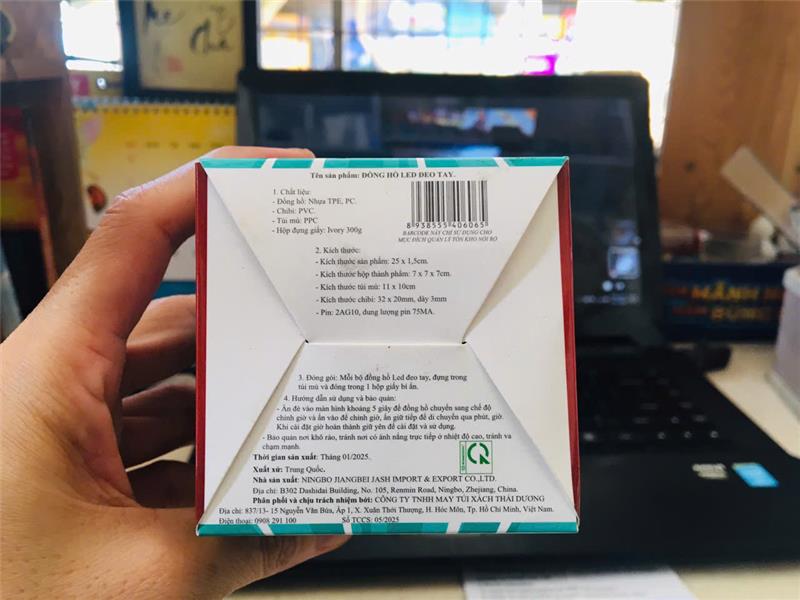 Mẹ
Cha
Tên sản phẩm: ĐỒNG HỒ LED ĐEO TAY.
1. Chất liệu:
- Đồng hồ: Nhựa TPE, PC.
- Chibi: PVC.
- Túi mù: PPC
- Hộp đựng giấy: Ivory 300g
8 938555 406065
BARCODE NÀY CHỈ SỬ DỤNG CHO
MỤC ĐÍCH QUẢN LÝ TỒN KHO NỘI BỘ
2. Kích thước:
- Kích thước sản phẩm: 25 x 1,5cm.
- Kích thước hộp thành phẩm: 7 x 7 x 7cm.
- Kích thước túi mù: 11 x 10cm
- Kích thước chibi: 32 x 20mm, dày 3mm
- Pin: 2AG10, dung lượng pin 75MA.
3. Đóng gói: Mỗi bộ đồng hồ Led đeo tay, đựng trong
túi mù và đóng trong 1 hộp giấy bí ẩn.
4. Hướng dẫn sử dụng và bảo quản:
- Ấn đè vào màn hình khoảng 5 giây để đồng hồ chuyển sang chế độ
chỉnh giờ và ấn vào để chỉnh giờ, ấn giữ tiếp để di chuyển qua phút, giờ.
Khi cài đặt giờ hoàn thành giữ yên để cài đặt và sử dụng.
- Bảo quản nơi khô ráo, tránh nơi có ánh nắng trực tiếp ở nhiệt độ cao, tránh va
chạm mạnh.
Thời gian sản xuất: Tháng 01/2025.
Xuất xứ: Trung Quốc.
Nhà sản xuất: NINGBO JIANGBEI JASH IMPORT & EXPORT CO.,LTD.
Địa chỉ: B302 Dashidai Building, No. 105, Renmin Road, Ningbo, Zhejiang, China.
Phân phối và chịu trách nhiệm bởi: CÔNG TY TNHH MAY TÚI XÁCH THÁI DƯƠNG
Địa chỉ: 837/13- 15 Nguyễn Văn Bứa, Ấp 1, X. Xuân Thới Thượng, H. Hóc Môn, Tp. Hồ Chí Minh, Việt Nam.
Điện thoại: 0908 291 100
Số TCCS: 05/2025
MÃNH